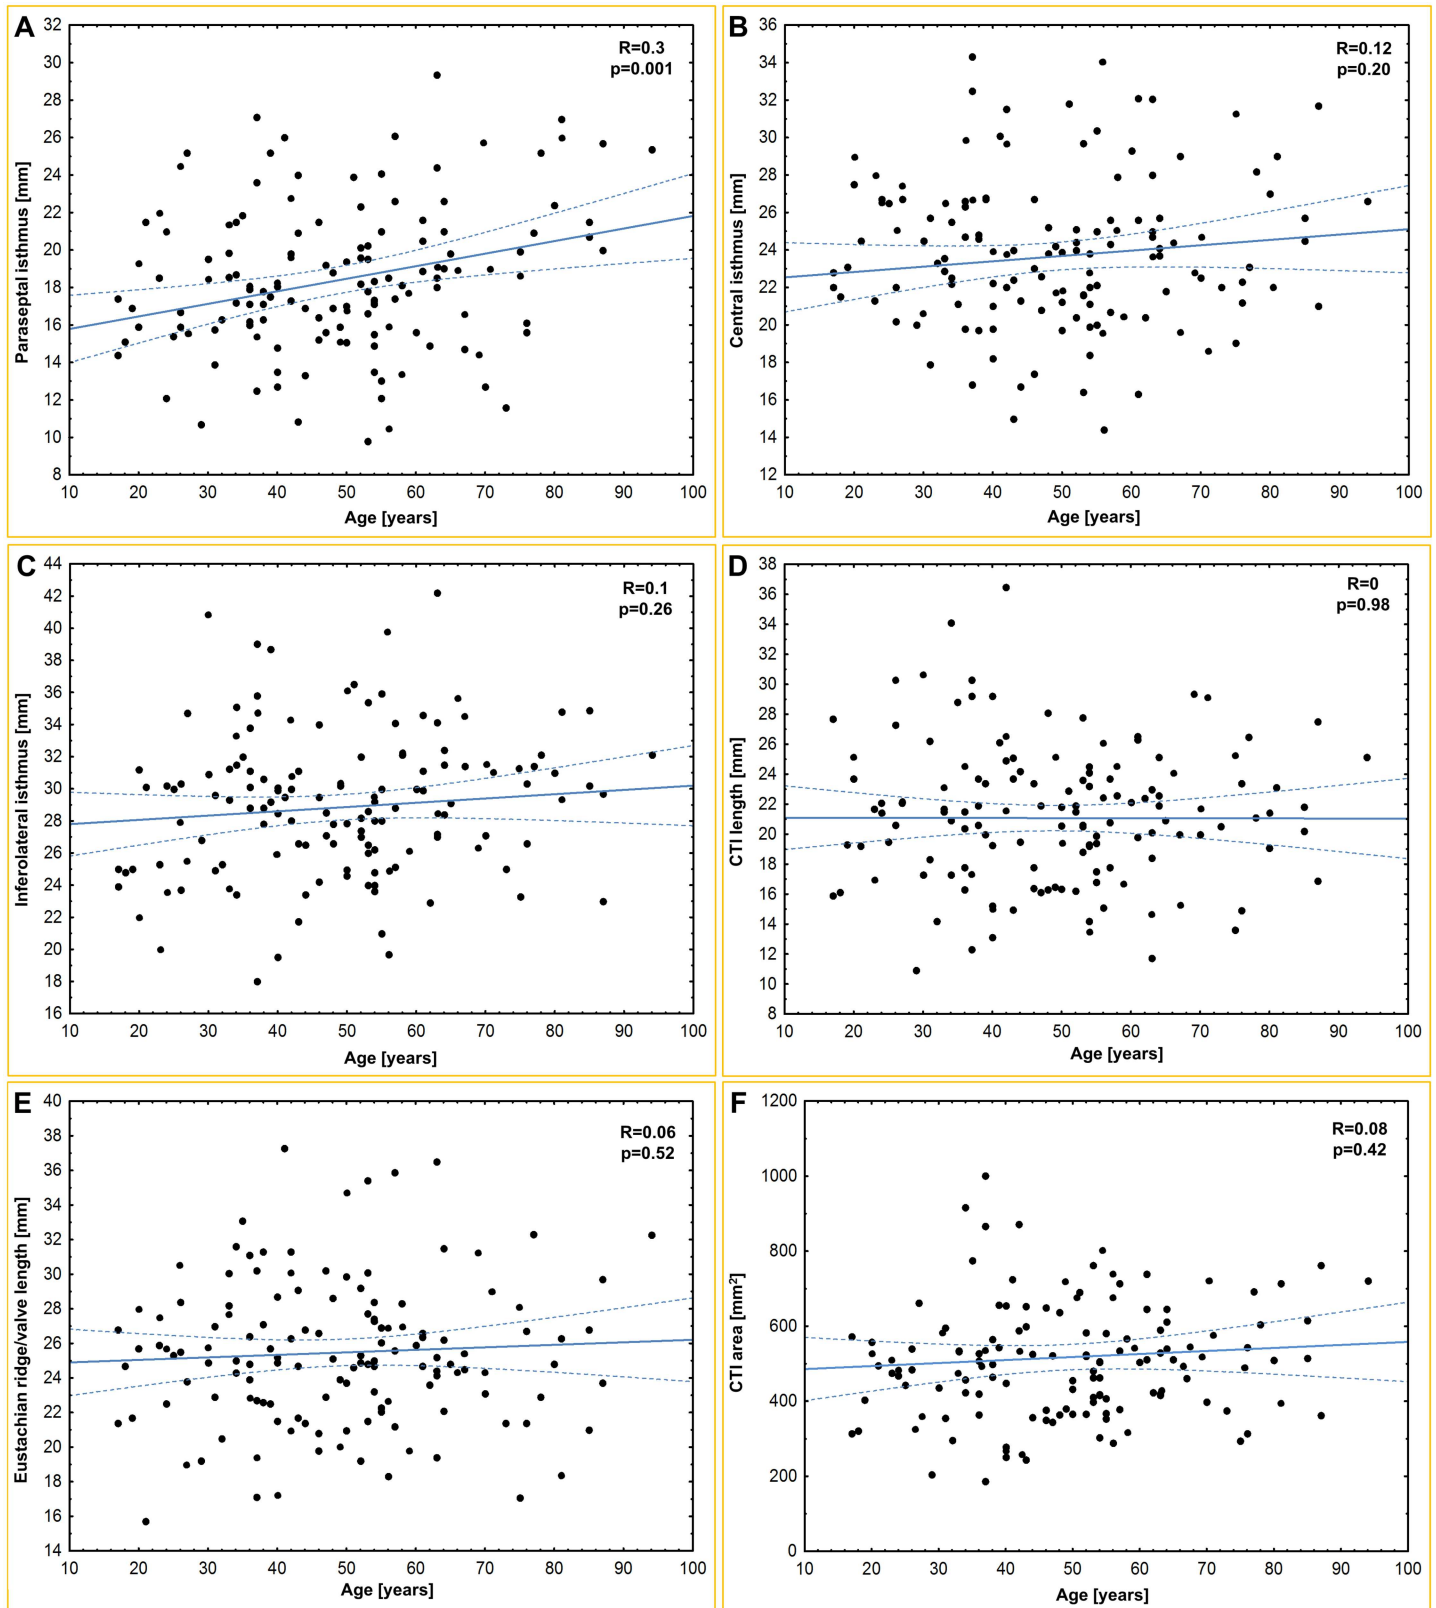 A
R=0.3
p=0.001
Paraseptal isthmus [mm]
32
30
28
26
24
22
20
18
16
14
12
10
8
10 20 30 40 50 60 70 80 90 100
Age [years]
B
R=0.12
p=0.20
Central isthmus [mm]
36
34
32
30
28
26
24
22
20
18
16
14
12
10 20 30 40 50 60 70 80 90 100
Age [years]
C
R=0.1
p=0.26
Inferolateral isthmus [mm]
44
42
40
38
36
34
32
30
28
26
24
22
20
18
16
10 20 30 40 50 60 70 80 90 100
Age [years]
D
R=0
p=0.98
CTI length [mm]
38
36
34
32
30
28
26
24
22
20
18
16
14
12
10
8
10 20 30 40 50 60 70 80 90 100
Age [years]
E
R=0.06
p=0.52
Eustachian ridge/valve length [mm]
40
38
36
34
32
30
28
26
24
22
20
18
16
14
10 20 30 40 50 60 70 80 90 100
Age [years]
F
R=0.08
p=0.42
CTI area [mm²]
1200
1000
800
600
400
200
0
10 20 30 40 50 60 70 80 90 100
Age [years]